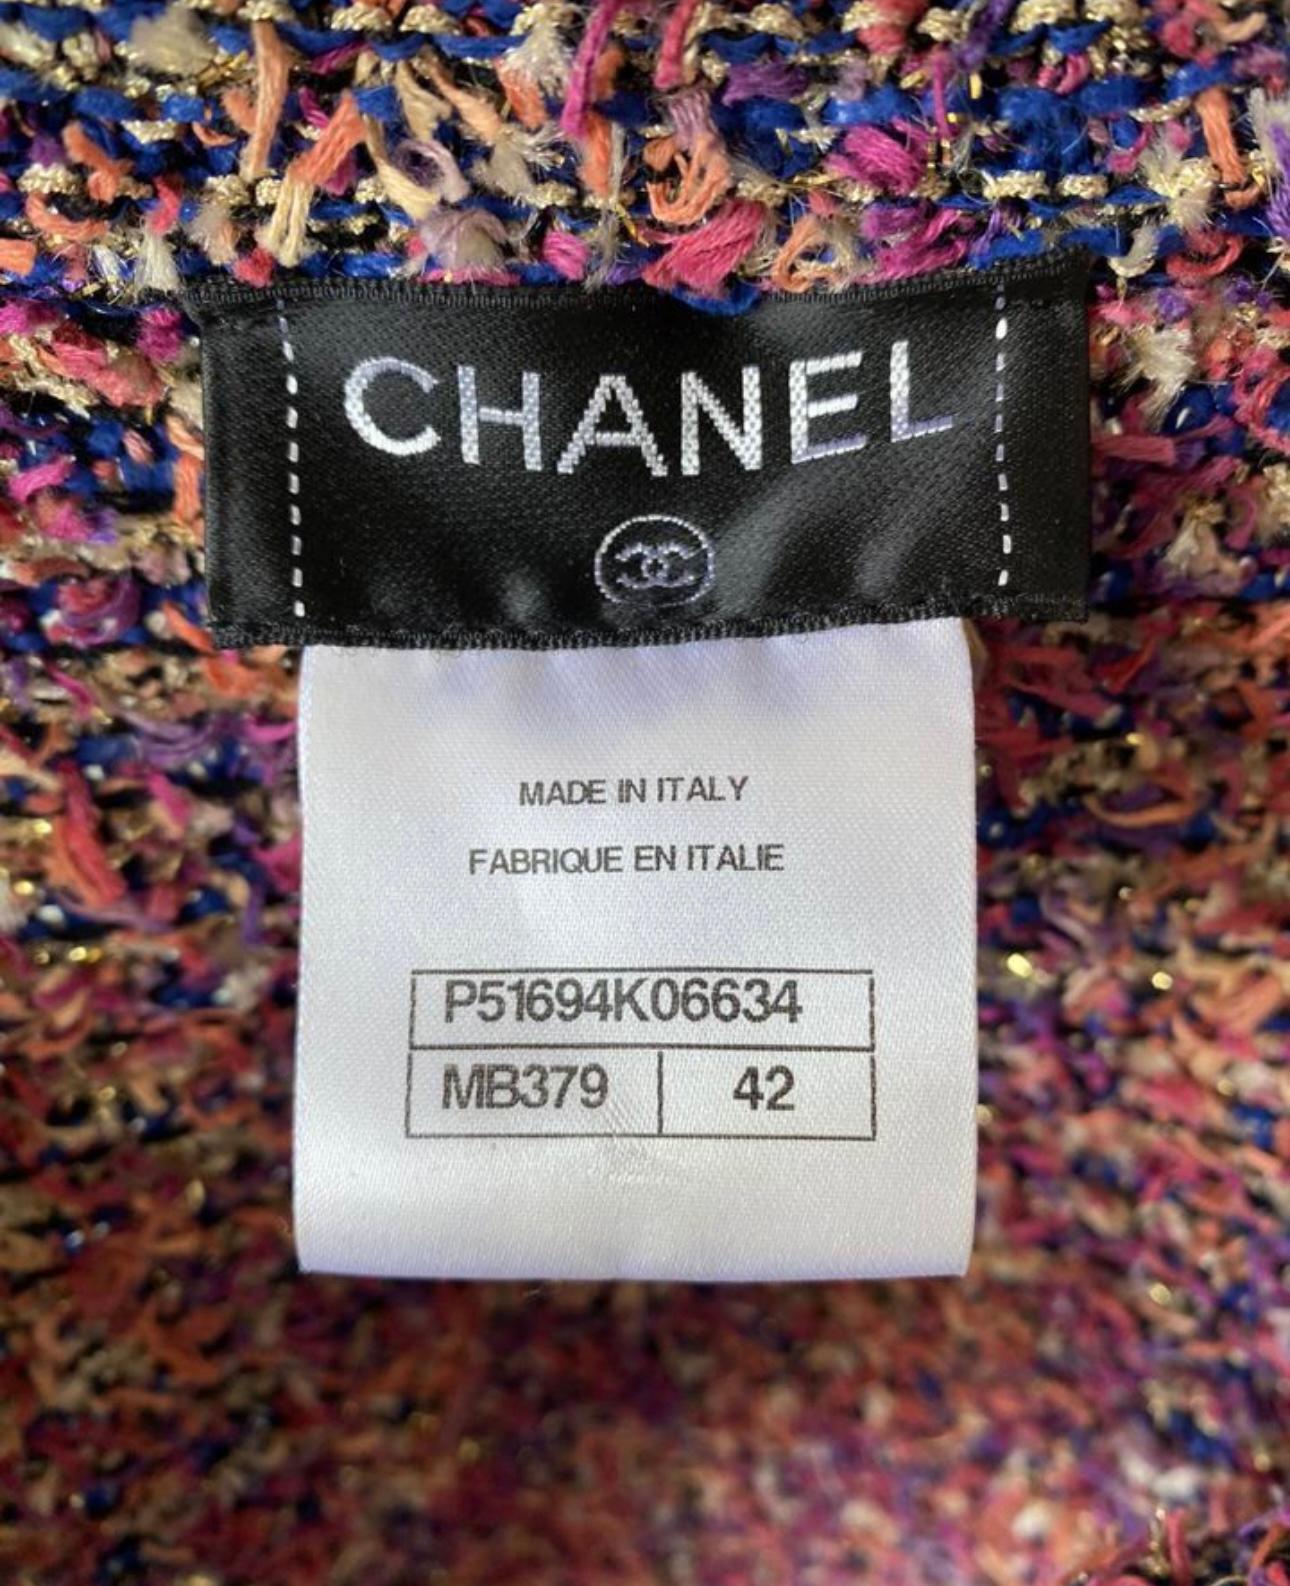 CHANEL
MADE IN ITALY
FABRIQUE EN ITALIE
P51694K06634
MB379 42